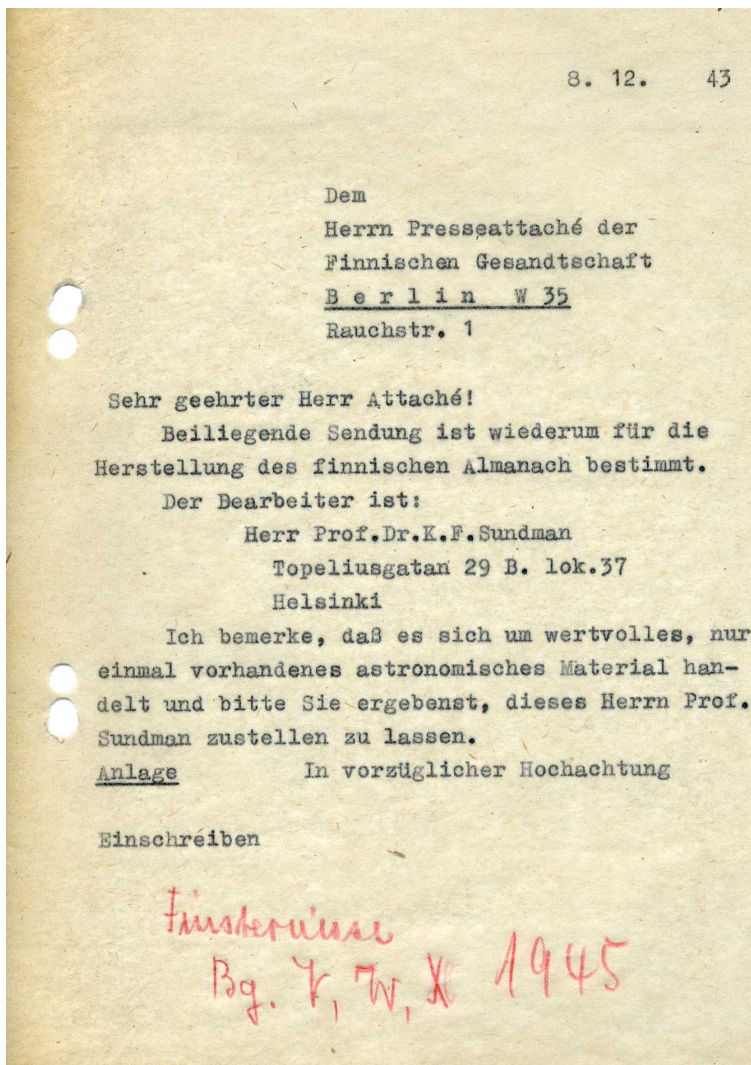 8. 12. 43
Dem
Herrn Presseattaché der
Finnischen Gesandtschaft
B e r l i n W 35
Rauchstr. 1
Sehr geehrter Herr Attaché!
Beiliegende Sendung ist wiederum für die
Herstellung des finnischen Almanach bestimmt.
Der Bearbeiter ist:
Herr Prof.Dr.K.F.Sundman
Topeliusgatan 29 B. lok.37
Helsinki
Ich bemerke, daß es sich um wertvolles, nur
einmal vorhandenes astronomisches Material han-
delt und bitte Sie ergebenst, dieses Herrn Prof.
Sundman zustellen zu lassen.
Anlage In vorzüglicher Hochachtung
Einschreiben
Finsternisse
Bg. V, W, X 1945